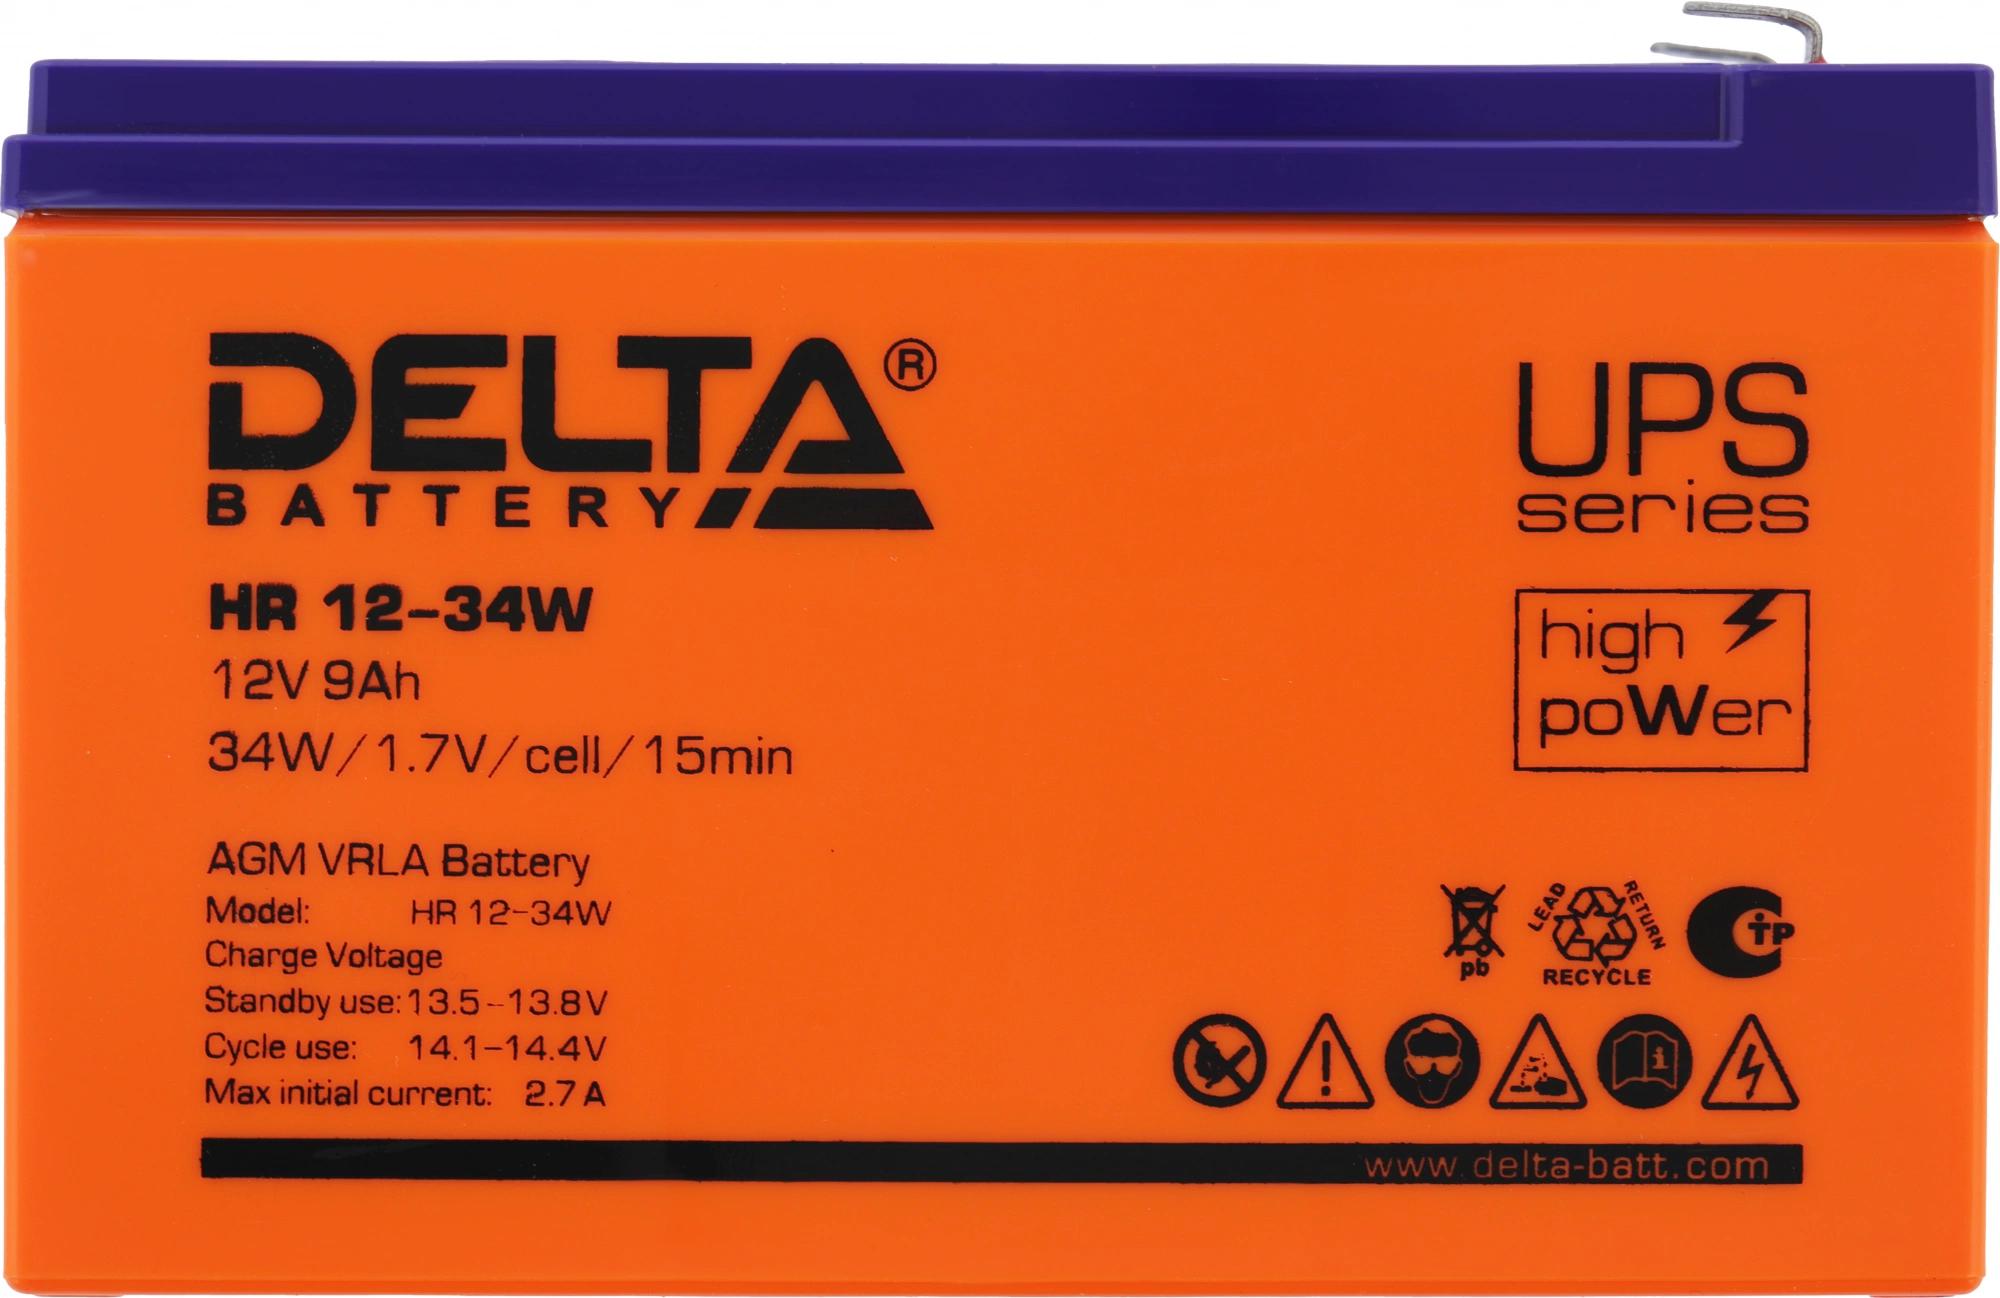 DELTA®
BATTERY
HR 12-34W
12V 9Ah
34W/1.7V/cell/15min
UPS
series
high
poWer
AGM VRLA Battery
Model: HR 12-34W
Charge Voltage
Standby use: 13.5-13.8V
Cycle use: 14.1-14.4V
Max initial current: 2.7 A
pb
LEAD RETURN
RECYCLE
www.delta-batt.com